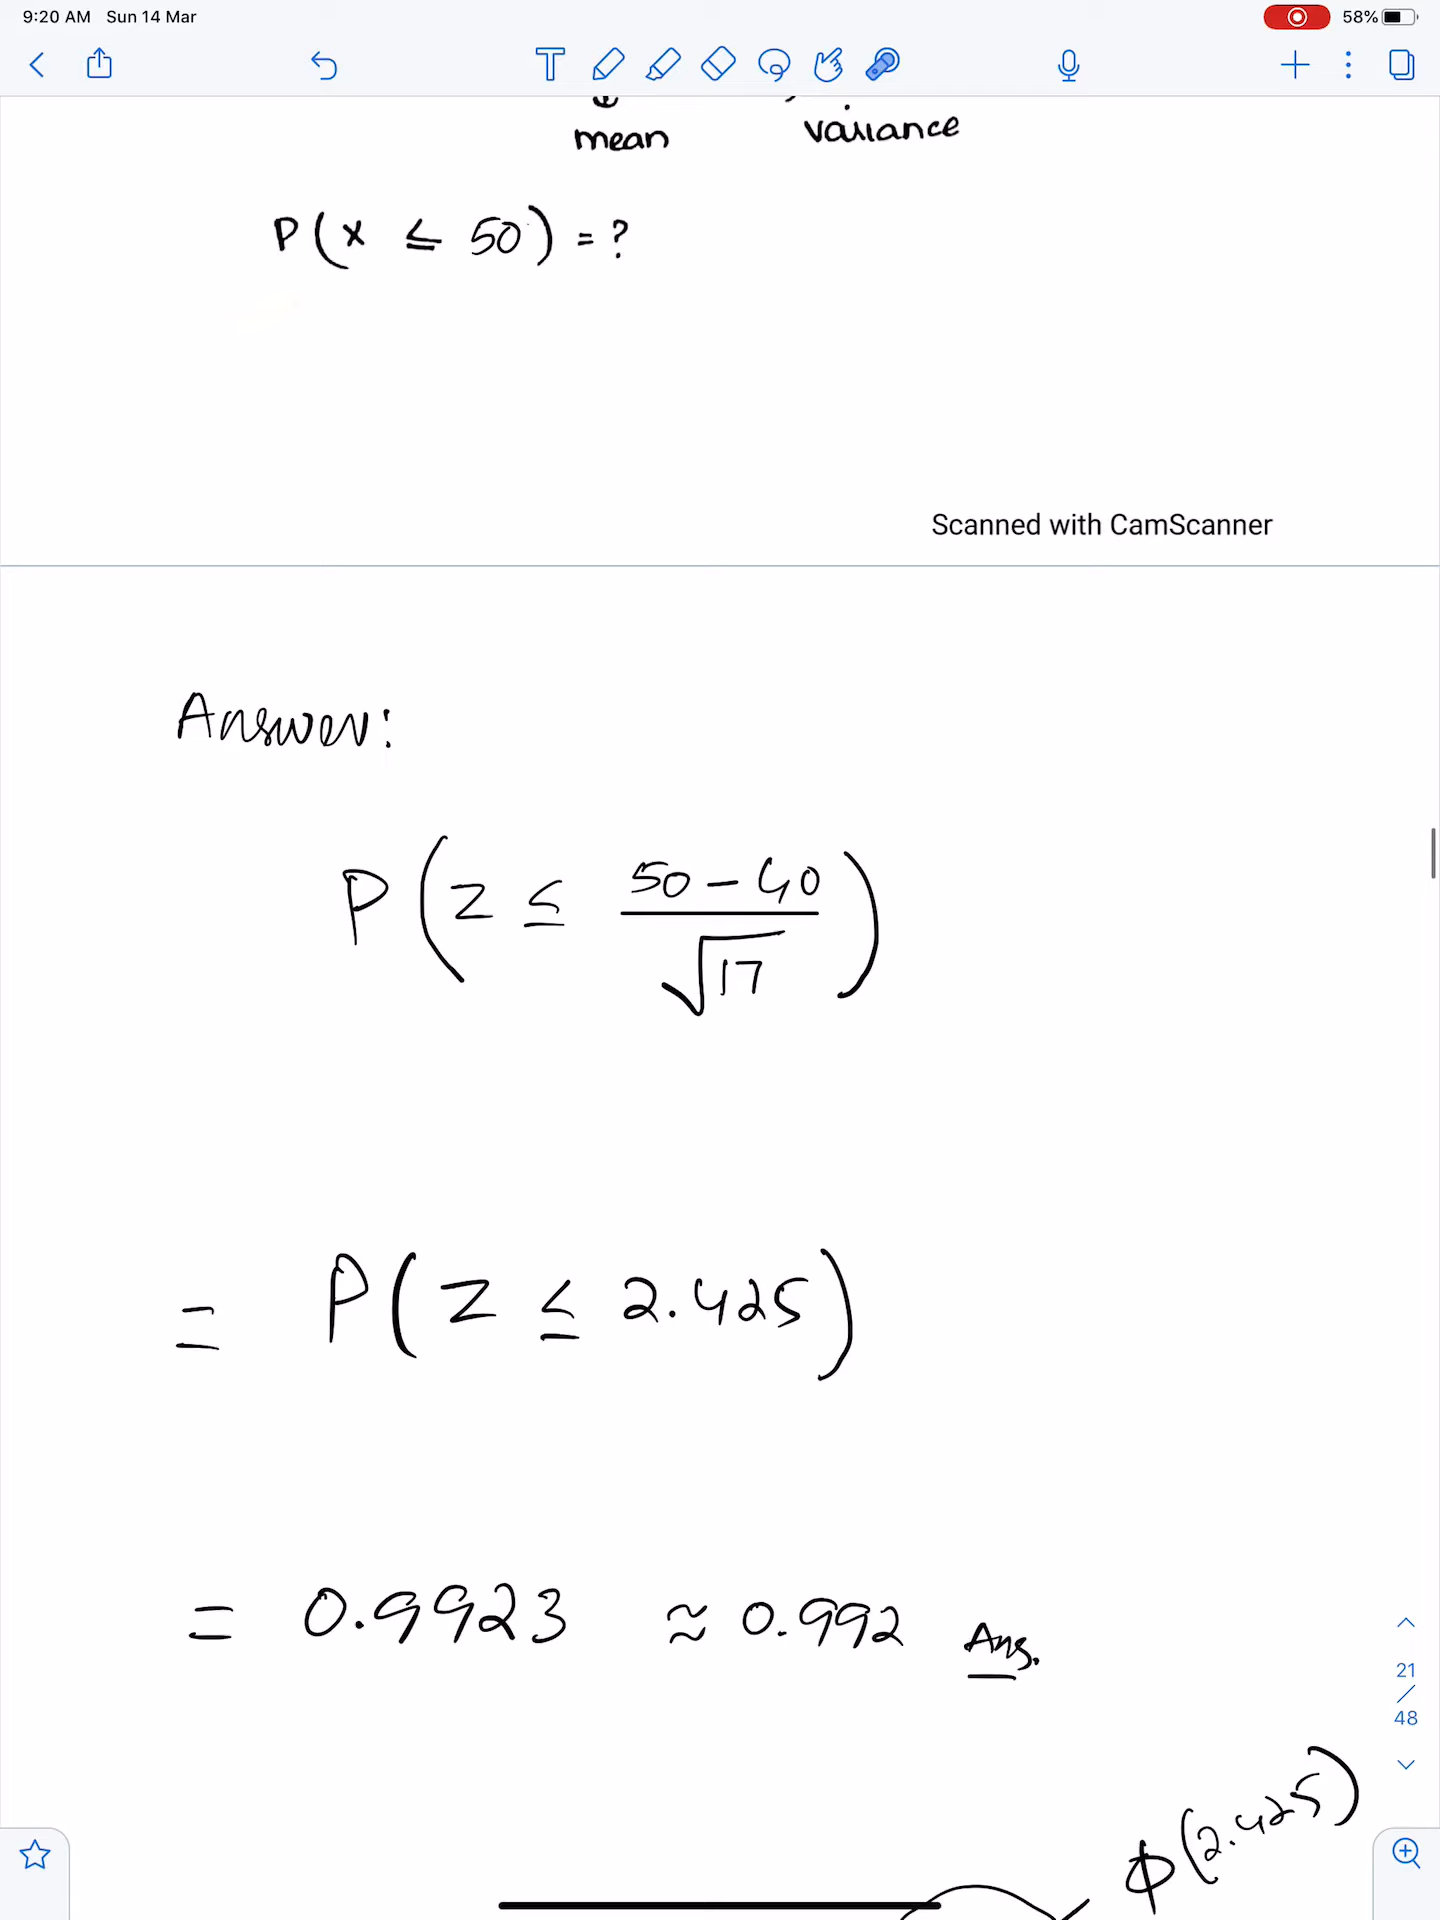 9:20 AM Sun 14 Mar 58%
mean variance
P(x ≤ 50) = ?
Scanned with CamScanner
Answer:
P(Z ≤ (50 - 40)/√17)
= P(Z ≤ 2.425)
= 0.9923 ≈ 0.992 Ans.
21
/
48
Φ(2.425)